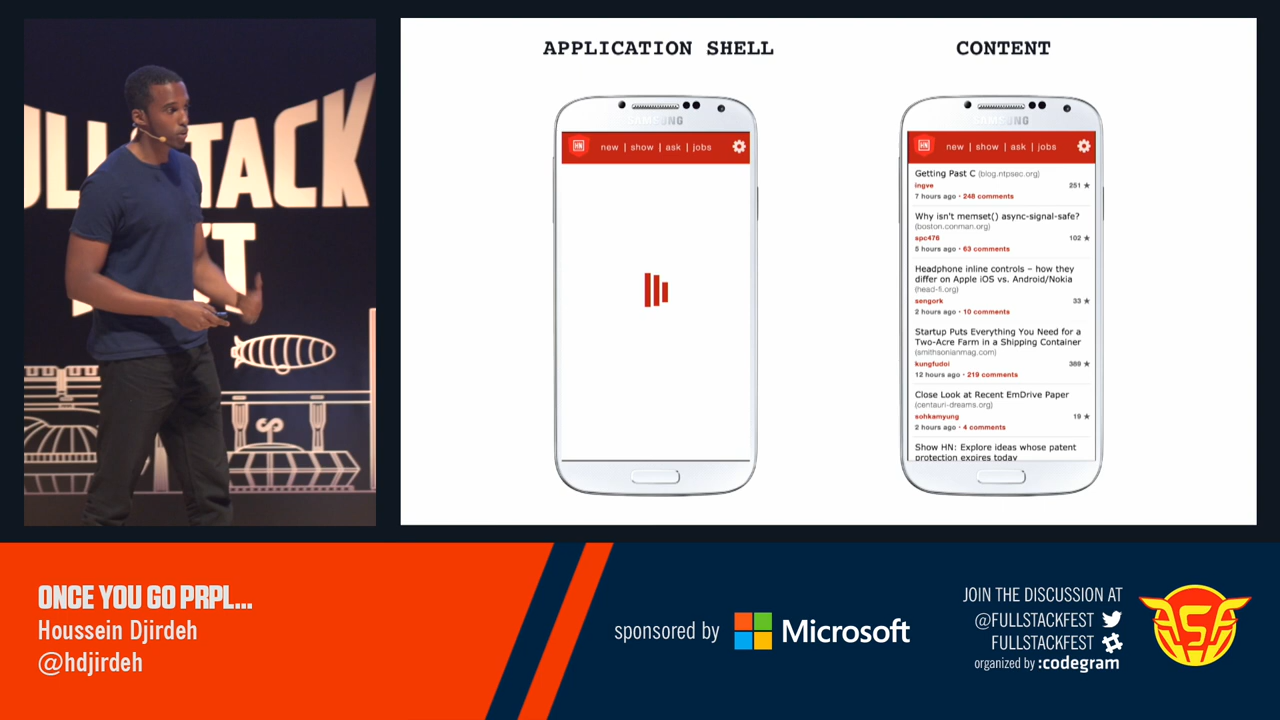 ULLSTACK
APPLICATION SHELL
CONTENT
SAMSUNG
HN new | show | ask | jobs
SAMSUNG
HN new | show | ask | jobs
Getting Past C (blog.ntpsec.org)
ingve 251 ★
7 hours ago · 248 comments
Why isn't memset() async-signal-safe?
(boston.conman.org)
spc476 102 ★
5 hours ago · 63 comments
Headphone inline controls – how they
differ on Apple iOS vs. Android/Nokia
(head-fi.org)
sengork 33 ★
2 hours ago · 10 comments
Startup Puts Everything You Need for a
Two-Acre Farm in a Shipping Container
(smithsonianmag.com)
kungfudoi 389 ★
12 hours ago · 219 comments
Close Look at Recent EmDrive Paper
(centauri-dreams.org)
sohkamyung 19 ★
2 hours ago · 4 comments
Show HN: Explore ideas whose patent
protection expires today
ONCE YOU GO PRPL...
Houssein Djirdeh
@hdjirdeh
sponsored by Microsoft
JOIN THE DISCUSSION AT
@FULLSTACKFEST
FULLSTACKFEST
organized by :codegram
FSF